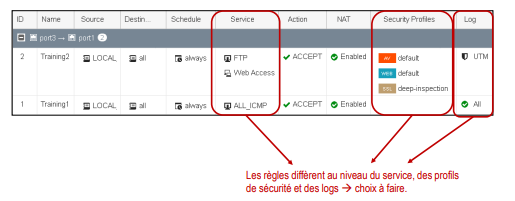 ID Name Source Destin... Schedule Service Action NAT Security Profiles Log
port3 → port1 2
2 Training2 LOCAL_ all always FTP ACCEPT Enabled AV default UTM
Web Access WEB default
SSL deep-inspection
1 Training1 LOCAL_ all always ALL_ICMP ACCEPT Enabled All
Les règles diffèrent au niveau du service, des profils
de sécurité et des logs → choix à faire.